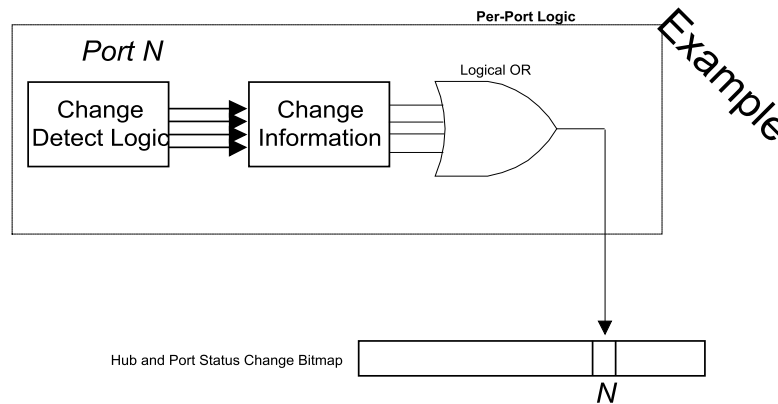 Per-Port Logic
Example
Port N
Logical OR
Change
Detect Logic
Change
Information
Hub and Port Status Change Bitmap
N